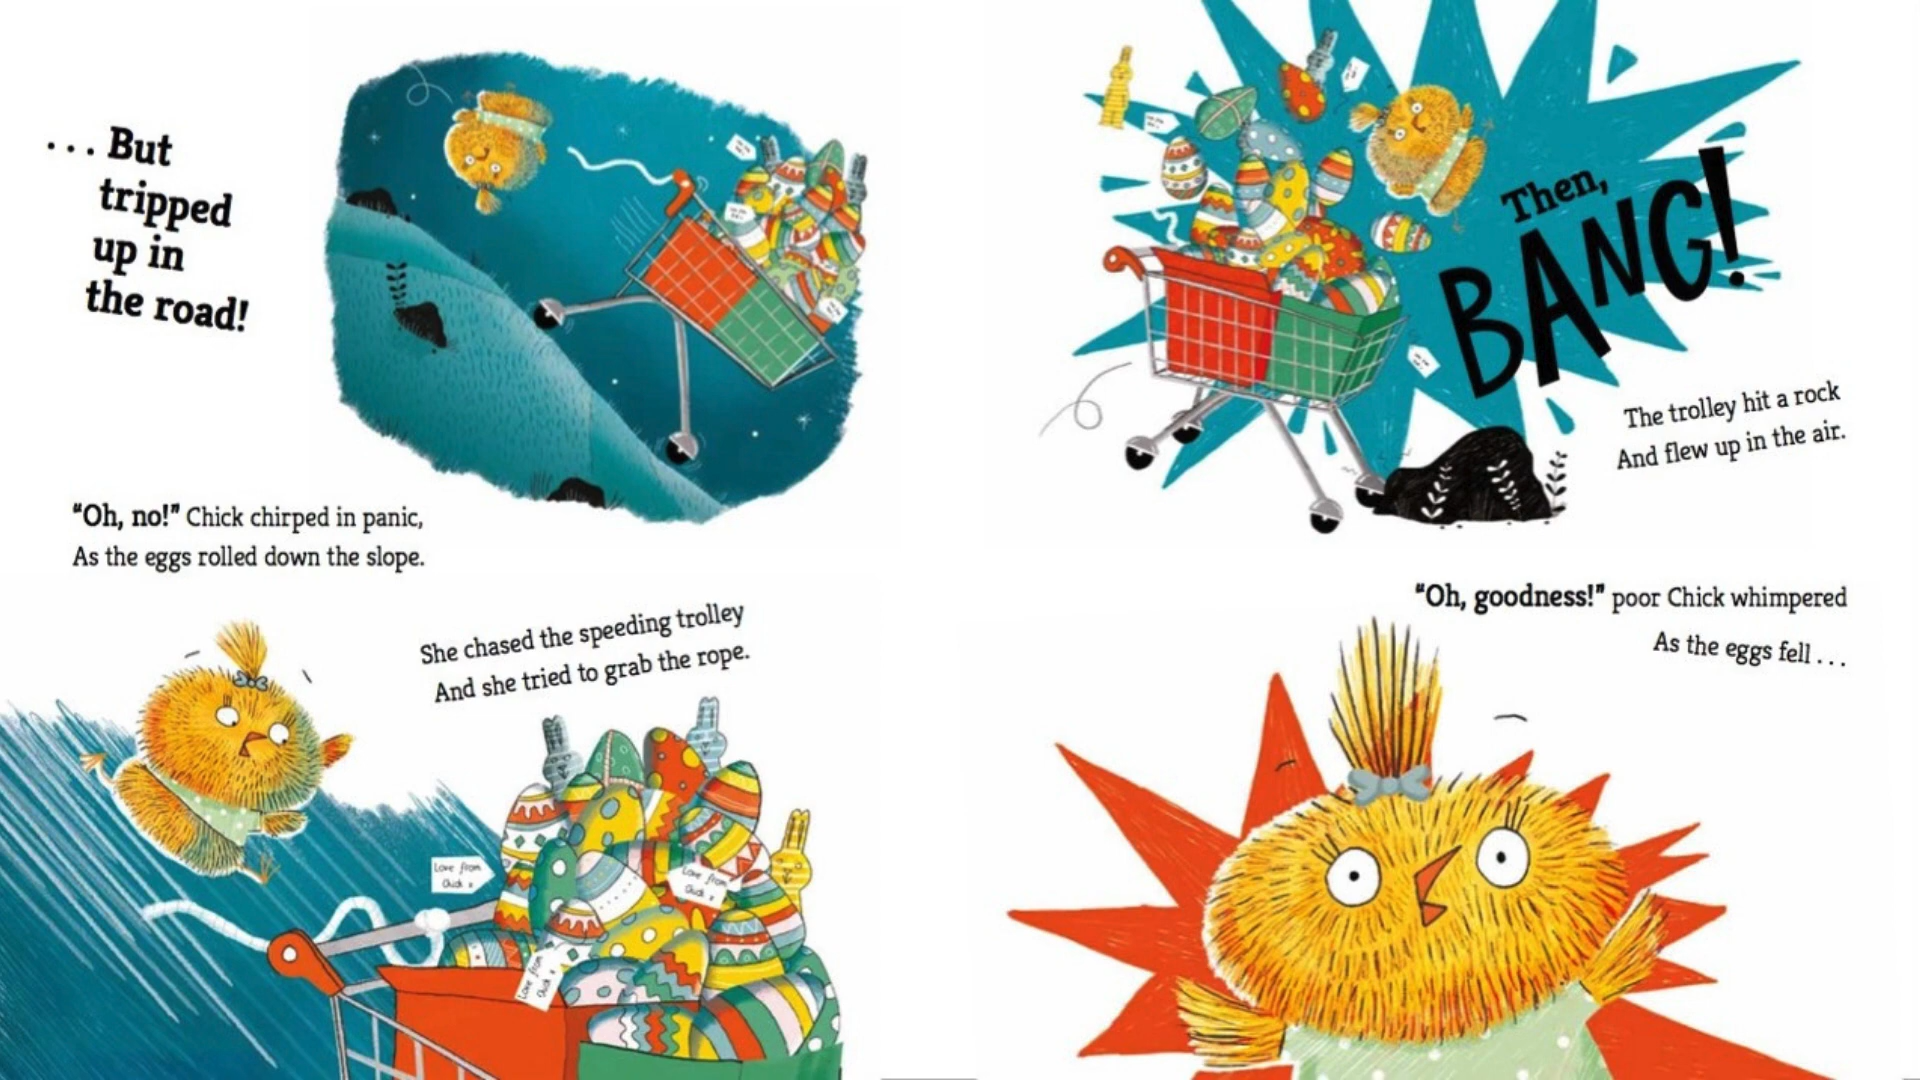 ... But
tripped
up in
the road!
"Oh, no!" Chick chirped in panic,
As the eggs rolled down the slope.
She chased the speeding trolley
And she tried to grab the rope.
Love from
Chick x
Love from
Chick x
Love from
Chick x
Then,
BANG!
The trolley hit a rock
And flew up in the air.
"Oh, goodness!" poor Chick whimpered
As the eggs fell ...